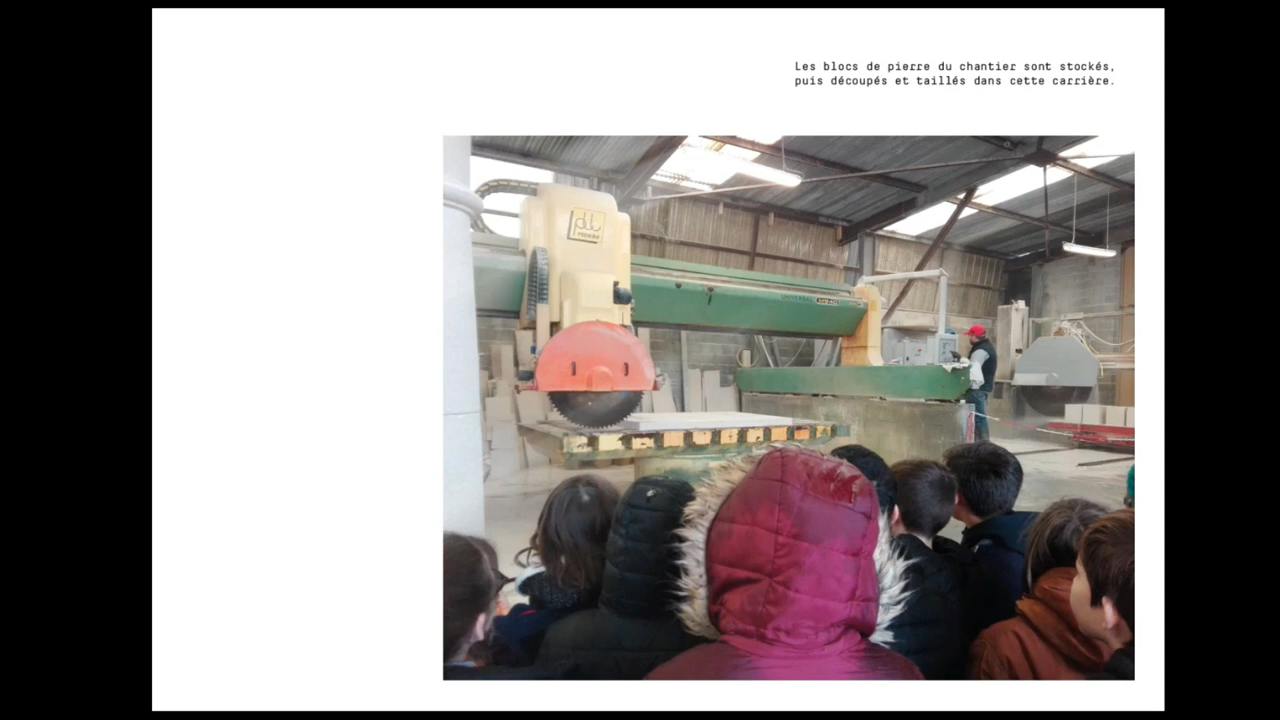 Les blocs de pierre du chantier sont stockés,
puis découpés et taillés dans cette carrière.